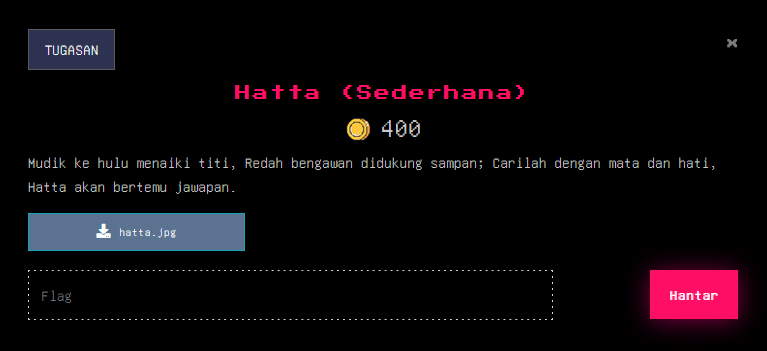 TUGASAN
×
Hatta (Sederhana)
400
Mudik ke hulu menaiki titi, Redah bengawan didukung sampan; Carilah dengan mata dan hati,
Hatta akan bertemu jawapan.
hatta.jpg
Flag
Hantar